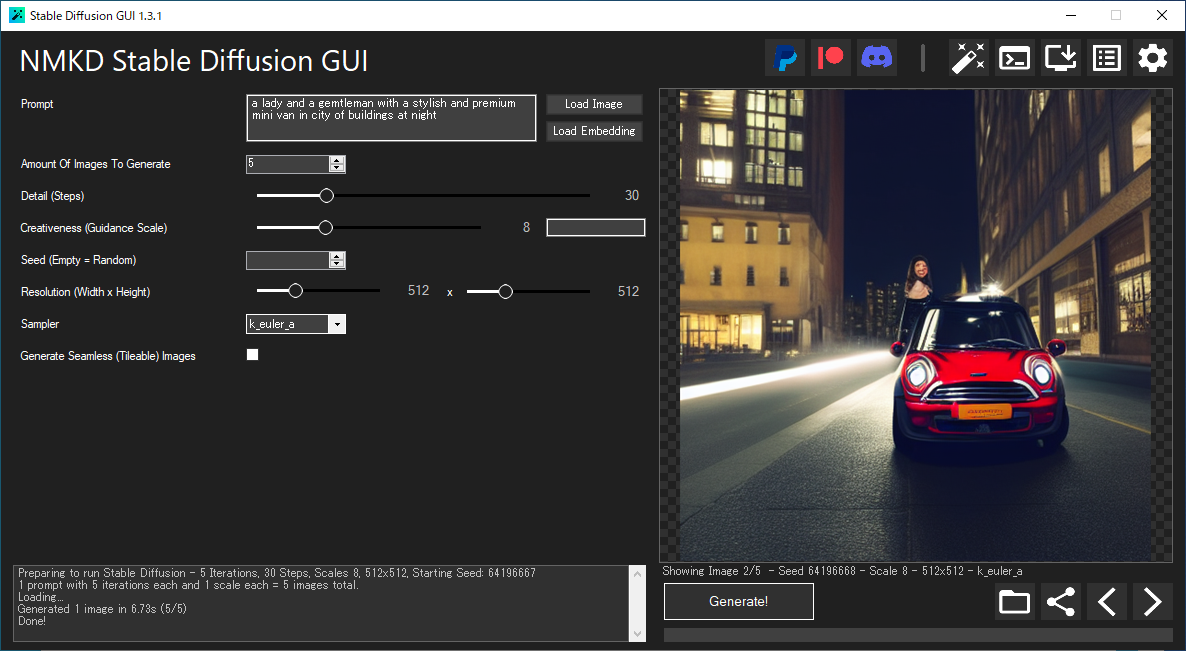 Stable Diffusion GUI 1.3.1
NMKD Stable Diffusion GUI
Prompt
a lady and a gemtleman with a stylish and premium
mini van in city of buildings at night
Load Image
Load Embedding
Amount Of Images To Generate
5
Detail (Steps)
30
Creativeness (Guidance Scale)
8
Seed (Empty = Random)
Resolution (Width x Height)
512 x 512
Sampler
k_euler_a
Generate Seamless (Tileable) Images
Preparing to run Stable Diffusion - 5 Iterations, 30 Steps, Scales 8, 512x512, Starting Seed: 64196667
1 prompt with 5 iterations each and 1 scale each = 5 images total.
Loading...
Generated 1 image in 6.73s (5/5)
Done!
Showing Image 2/5 - Seed 64196668 - Scale 8 - 512x512 - k_euler_a
Generate!